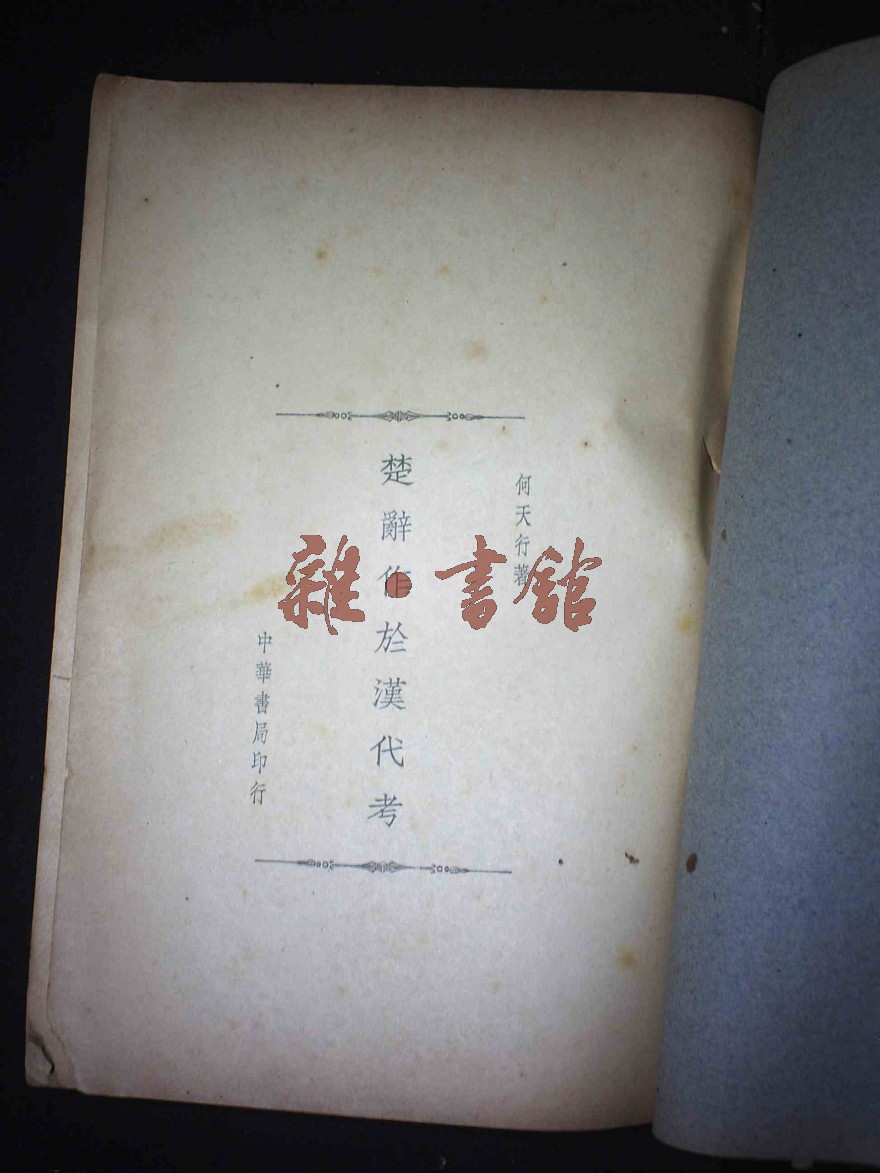 何天行著
楚辭作於漢代考
中華書局印行
雜·書館